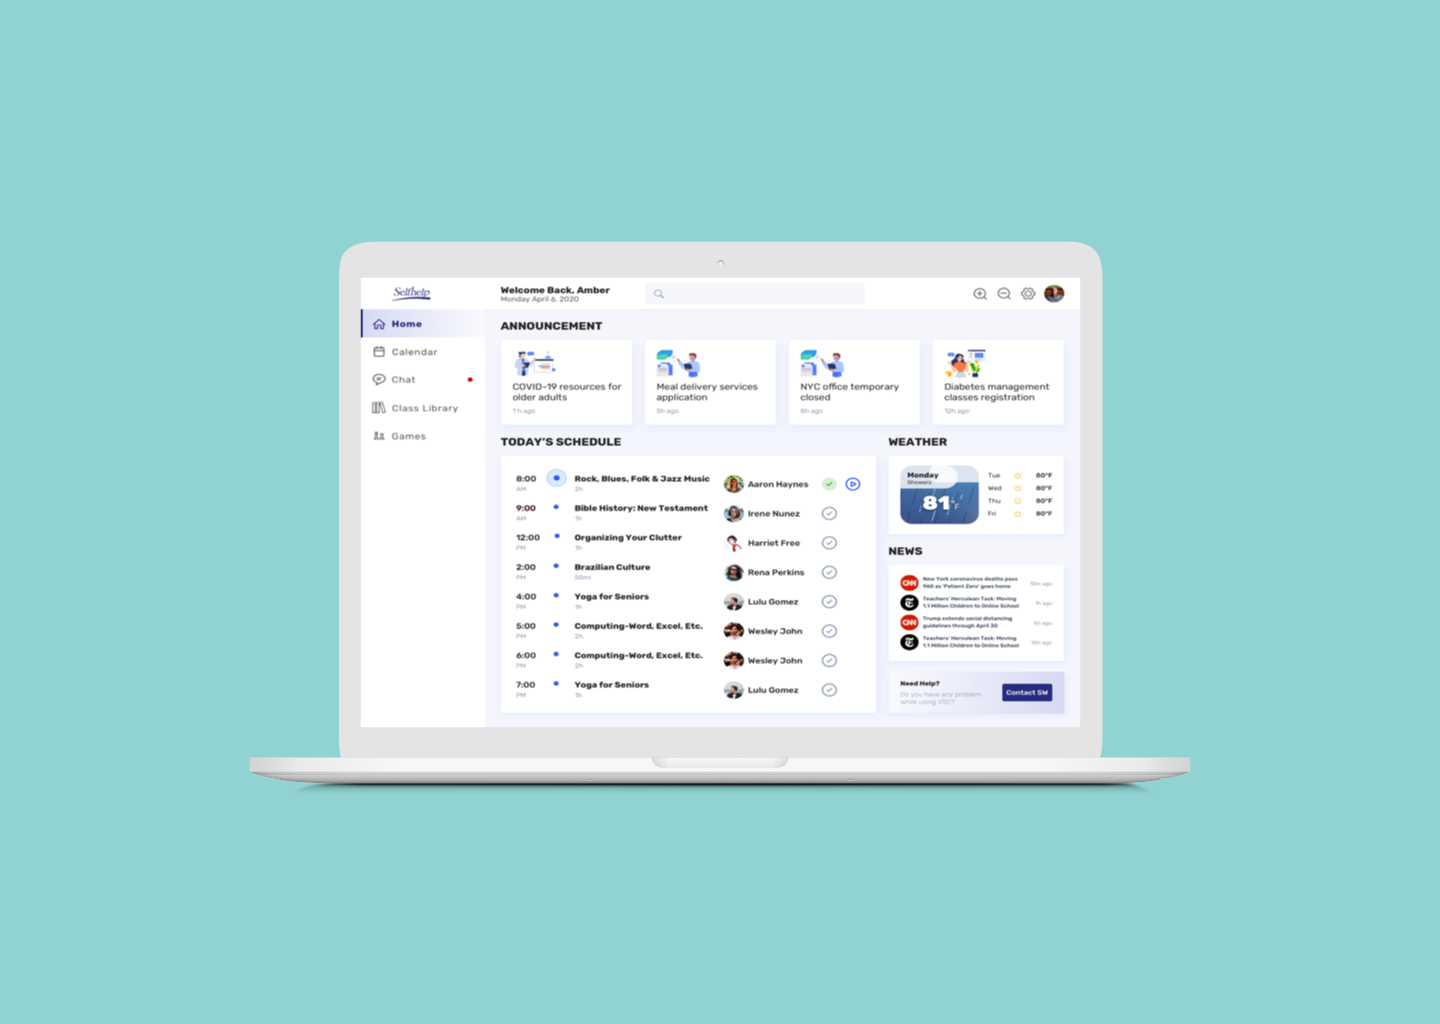 Selfhelp
Welcome Back, Amber
Monday April 6, 2020
Home
Calendar
Chat
Class Library
Games
ANNOUNCEMENT
COVID-19 resources for
older adults
1 h ago
Meal delivery services
application
5h ago
NYC office temporary
closed
8h ago
Diabetes management
classes registration
12h ago
TODAY'S SCHEDULE
8:00 Rock, Blues, Folk & Jazz Music Aaron Haynes
AM 2h
9:00 Bible History: New Testament Irene Nunez
AM 1h
12:00 Organizing Your Clutter Harriet Free
PM 1h
2:00 Brazilian Culture Rena Perkins
PM 50mi
4:00 Yoga for Seniors Lulu Gomez
PM 1h
5:00 Computing-Word, Excel, Etc. Wesley John
PM 2h
6:00 Computing-Word, Excel, Etc. Wesley John
PM 2h
7:00 Yoga for Seniors Lulu Gomez
PM 1h
WEATHER
Monday
Showers
81°F
Tue 80°F
Wed 80°F
Thu 80°F
Fri 80°F
NEWS
CNN New York coronavirus deaths pass
960 as 'Patient Zero' goes home 10m ago
T Teachers' Herculean Task: Moving
1.1 Million Children to Online School 1h ago
CNN Trump extends social distancing
guidelines through April 30 5h ago
T Teachers' Herculean Task: Moving
1.1 Million Children to Online School 10h ago
Need Help?
Do you have any problem
while using VSC?
Contact SW